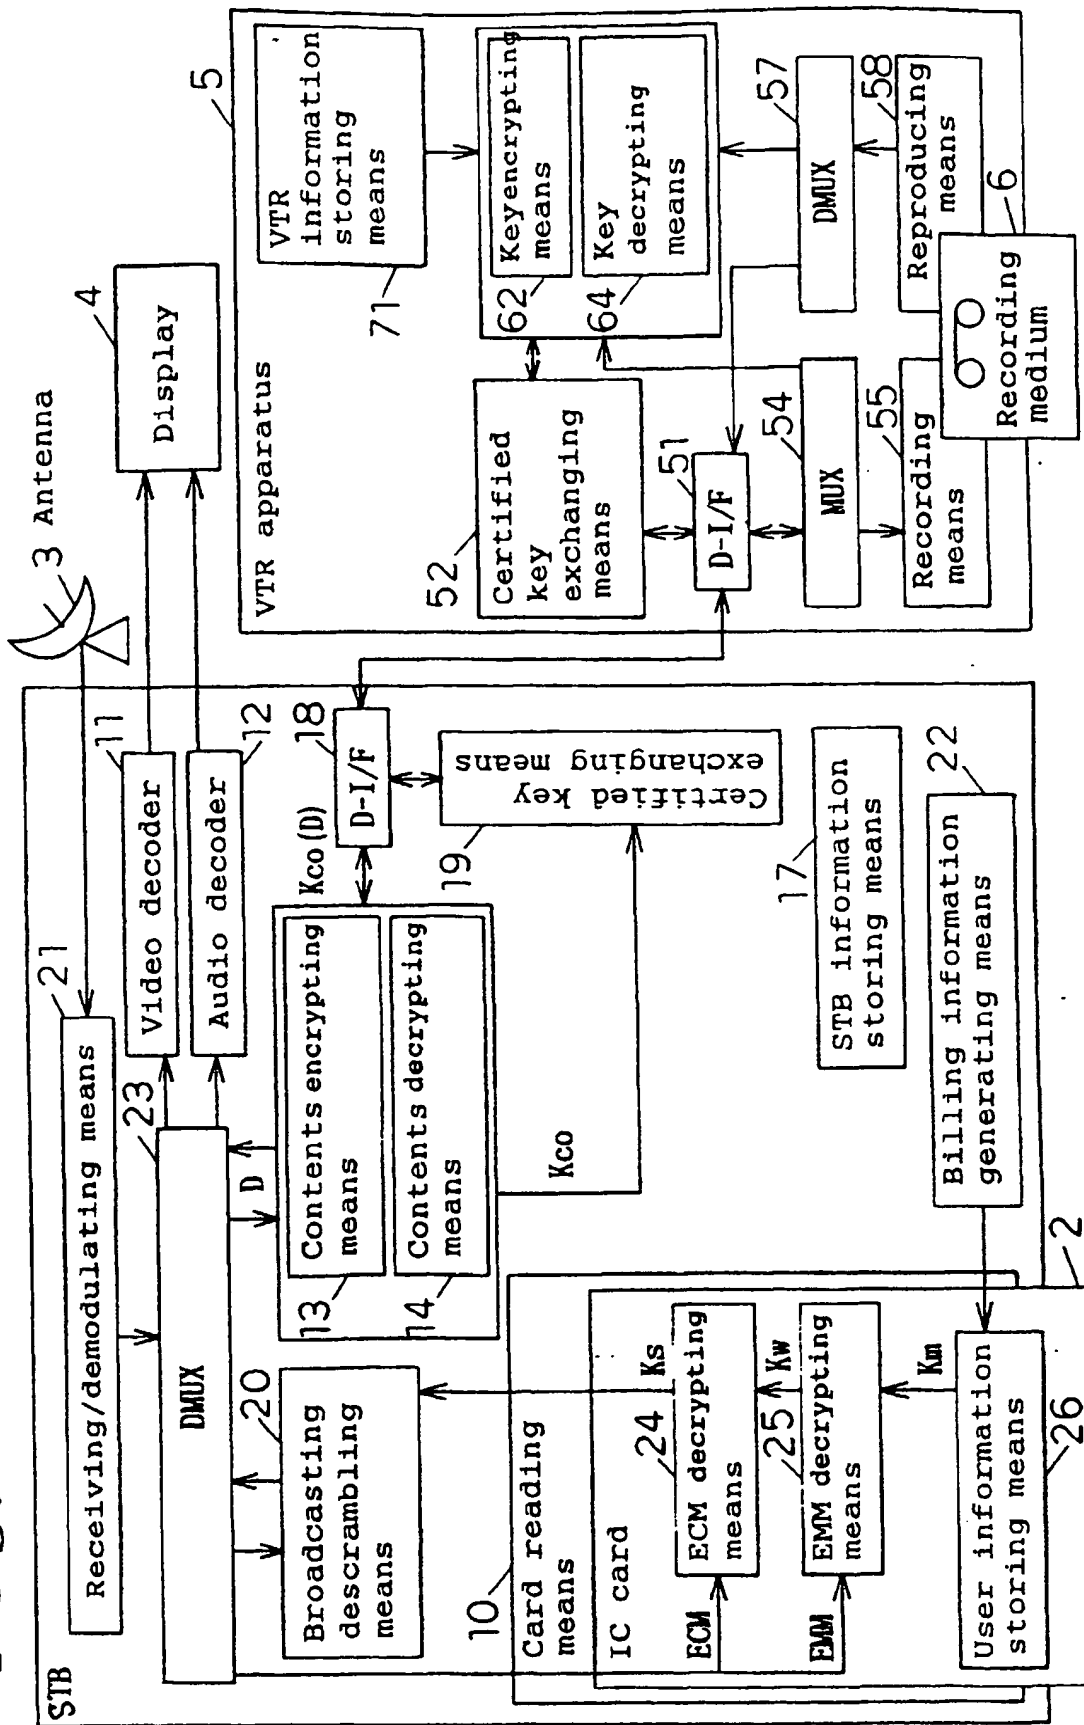 STB
Receiving/demodulating means
21
3 Antenna
DMUX
23
Video decoder
11
Audio decoder
12
Display
4
Broadcasting
descrambling
means
20
D
Contents encrypting
means
13
Contents decrypting
means
14
Kco(D)
D-I/F
18
Certified key
exchanging means
19
Kco
STB information
storing means
17
Billing information
generating means
22
10
Card reading
means
IC card
2
ECM
ECM decrypting
means
24
Ks
Kw
EMM
EMM decrypting
means
25
Km
User information
storing means
26
VTR apparatus
5
VTR
information
storing
means
71
Certified
key
exchanging
means
52
Keyencrypting
means
62
Key
decrypting
means
64
D-I/F
51
MUX
54
DMUX
57
Recording
means
55
Reproducing
means
58
Recording
medium
6